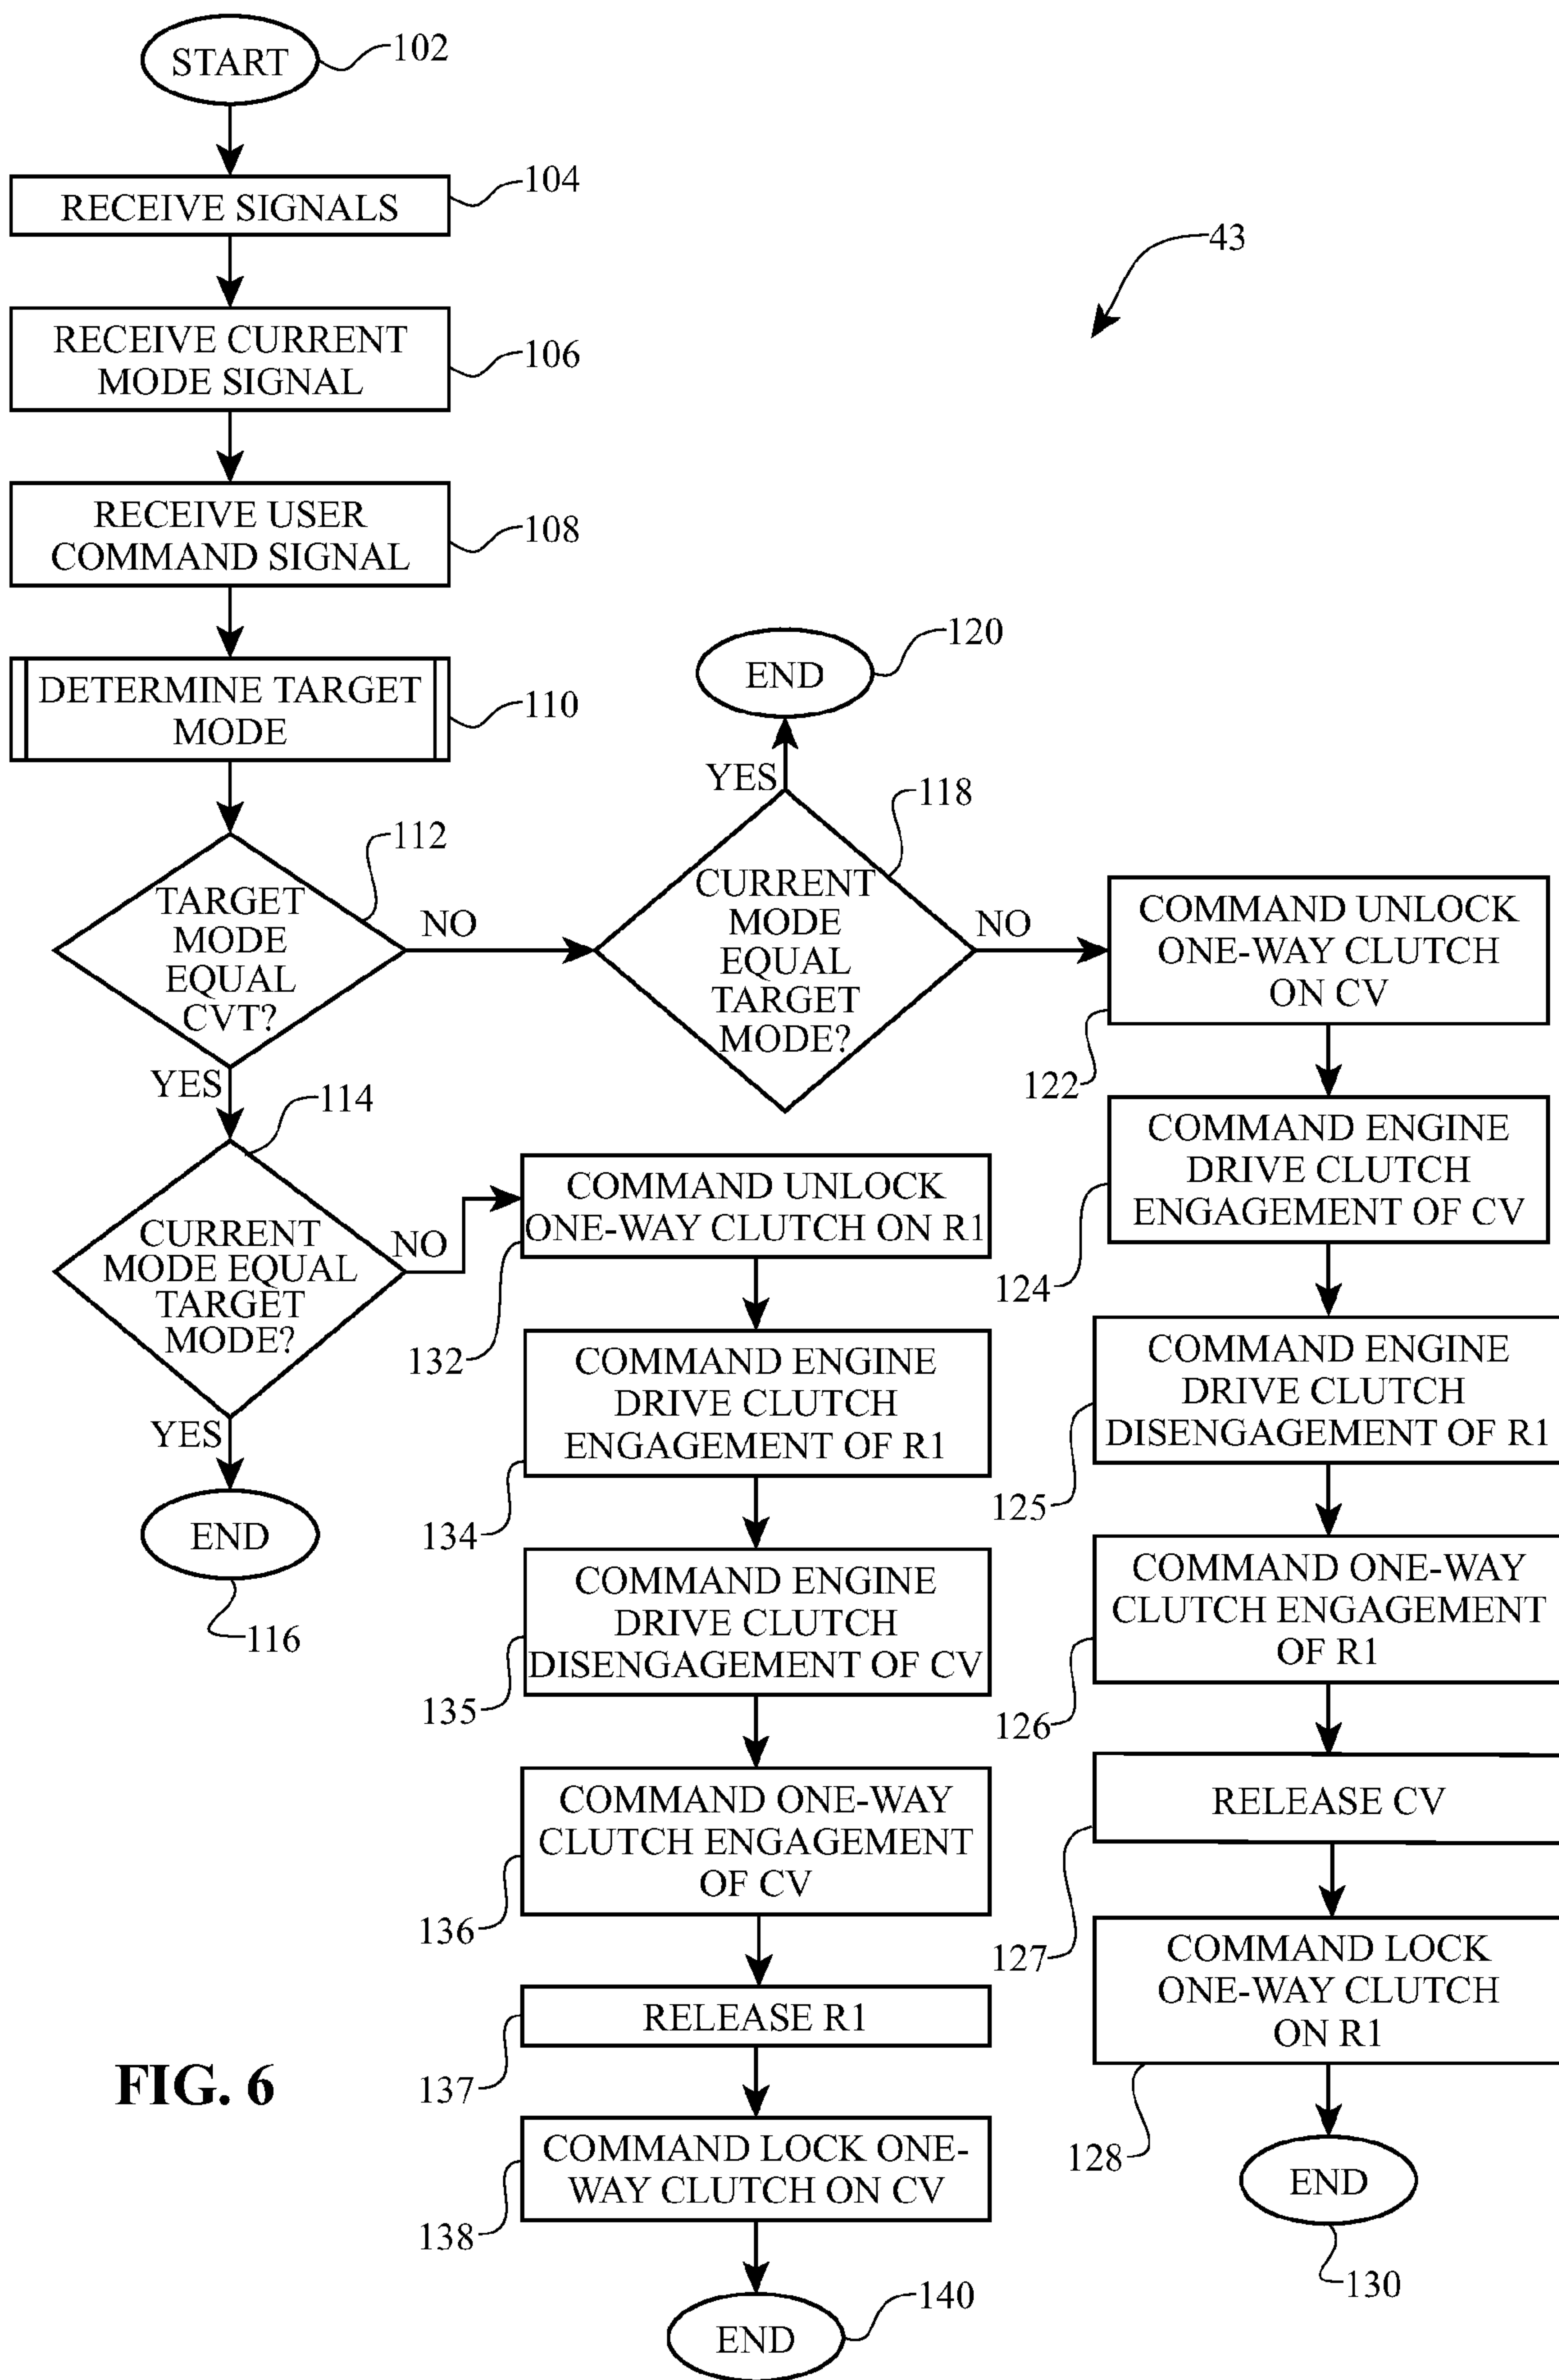 START
102
RECEIVE SIGNALS
104
43
RECEIVE CURRENT
MODE SIGNAL
106
RECEIVE USER
COMMAND SIGNAL
108
DETERMINE TARGET
MODE
110
END
120
YES
TARGET
MODE
EQUAL
CVT?
112
NO
CURRENT
MODE
EQUAL
TARGET
MODE?
118
NO
COMMAND UNLOCK
ONE-WAY CLUTCH
ON CV
122
COMMAND ENGINE
DRIVE CLUTCH
ENGAGEMENT OF CV
124
COMMAND ENGINE
DRIVE CLUTCH
DISENGAGEMENT OF R1
125
COMMAND ONE-WAY
CLUTCH ENGAGEMENT
OF R1
126
RELEASE CV
127
COMMAND LOCK
ONE-WAY CLUTCH
ON R1
128
END
130
YES
114
CURRENT
MODE EQUAL
TARGET
MODE?
NO
YES
END
116
COMMAND UNLOCK
ONE-WAY CLUTCH ON R1
132
COMMAND ENGINE
DRIVE CLUTCH
ENGAGEMENT OF R1
134
COMMAND ENGINE
DRIVE CLUTCH
DISENGAGEMENT OF CV
135
COMMAND ONE-WAY
CLUTCH ENGAGEMENT
OF CV
136
RELEASE R1
137
COMMAND LOCK ONE-
WAY CLUTCH ON CV
138
END
140
FIG. 6